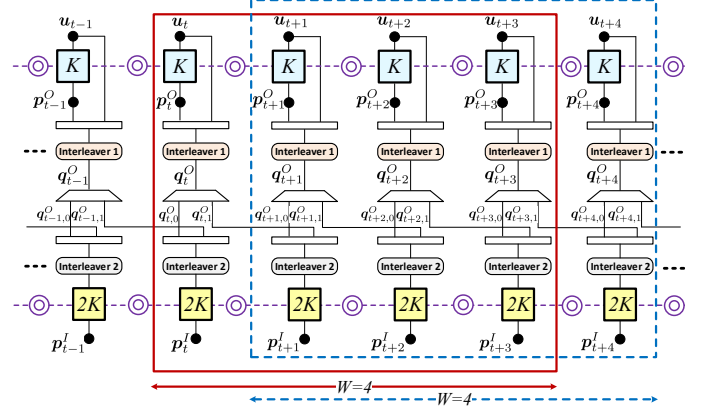 u_{t-1} u_t u_{t+1} u_{t+2} u_{t+3} u_{t+4}
K K K K K K
p^O_{t-1} p^O_t p^O_{t+1} p^O_{t+2} p^O_{t+3} p^O_{t+4}
Interleaver 1 Interleaver 1 Interleaver 1 Interleaver 1 Interleaver 1 Interleaver 1
q^O_{t-1} q^O_t q^O_{t+1} q^O_{t+2} q^O_{t+3} q^O_{t+4}
q^O_{t-1,0} q^O_{t-1,1} q^O_{t,0} q^O_{t,1} q^O_{t+1,0} q^O_{t+1,1} q^O_{t+2,0} q^O_{t+2,1} q^O_{t+3,0} q^O_{t+3,1} q^O_{t+4,0} q^O_{t+4,1}
Interleaver 2 Interleaver 2 Interleaver 2 Interleaver 2 Interleaver 2 Interleaver 2
2K 2K 2K 2K 2K 2K
p^I_{t-1} p^I_t p^I_{t+1} p^I_{t+2} p^I_{t+3} p^I_{t+4}
W=4
W=4